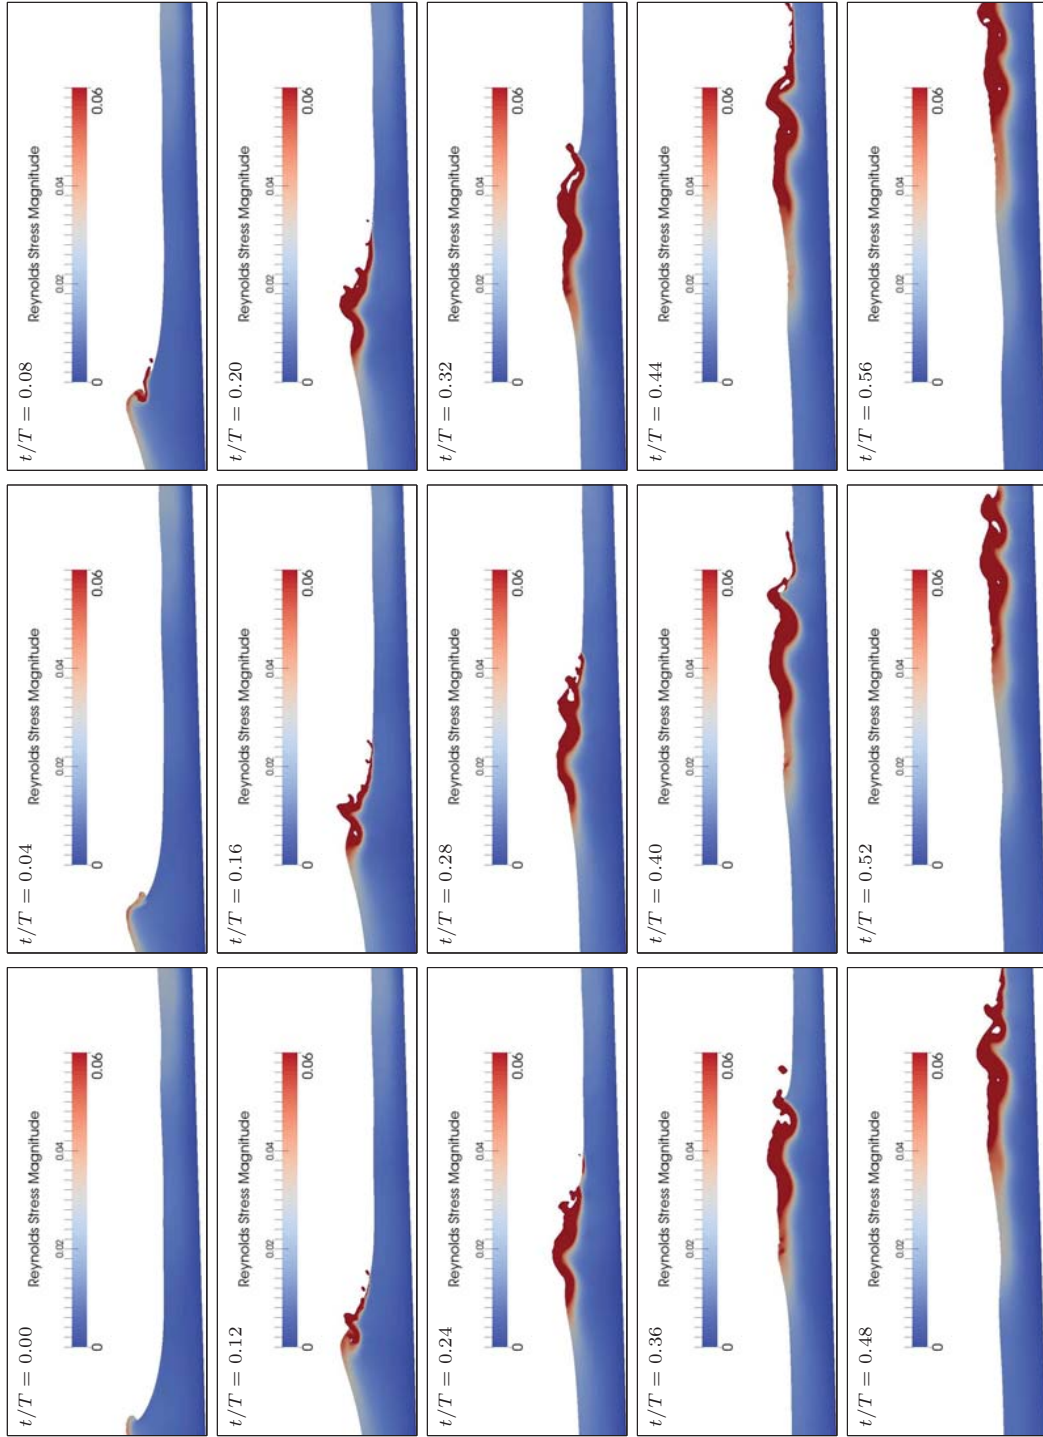 t/T = 0.00
Reynolds Stress Magnitude
0.02 0.04
0 0.06
t/T = 0.04
Reynolds Stress Magnitude
0.02 0.04
0 0.06
t/T = 0.08
Reynolds Stress Magnitude
0.02 0.04
0 0.06
t/T = 0.12
Reynolds Stress Magnitude
0.02 0.04
0 0.06
t/T = 0.16
Reynolds Stress Magnitude
0.02 0.04
0 0.06
t/T = 0.20
Reynolds Stress Magnitude
0.02 0.04
0 0.06
t/T = 0.24
Reynolds Stress Magnitude
0.02 0.04
0 0.06
t/T = 0.28
Reynolds Stress Magnitude
0.02 0.04
0 0.06
t/T = 0.32
Reynolds Stress Magnitude
0.02 0.04
0 0.06
t/T = 0.36
Reynolds Stress Magnitude
0.02 0.04
0 0.06
t/T = 0.40
Reynolds Stress Magnitude
0.02 0.04
0 0.06
t/T = 0.44
Reynolds Stress Magnitude
0.02 0.04
0 0.06
t/T = 0.48
Reynolds Stress Magnitude
0.02 0.04
0 0.06
t/T = 0.52
Reynolds Stress Magnitude
0.02 0.04
0 0.06
t/T = 0.56
Reynolds Stress Magnitude
0.02 0.04
0 0.06